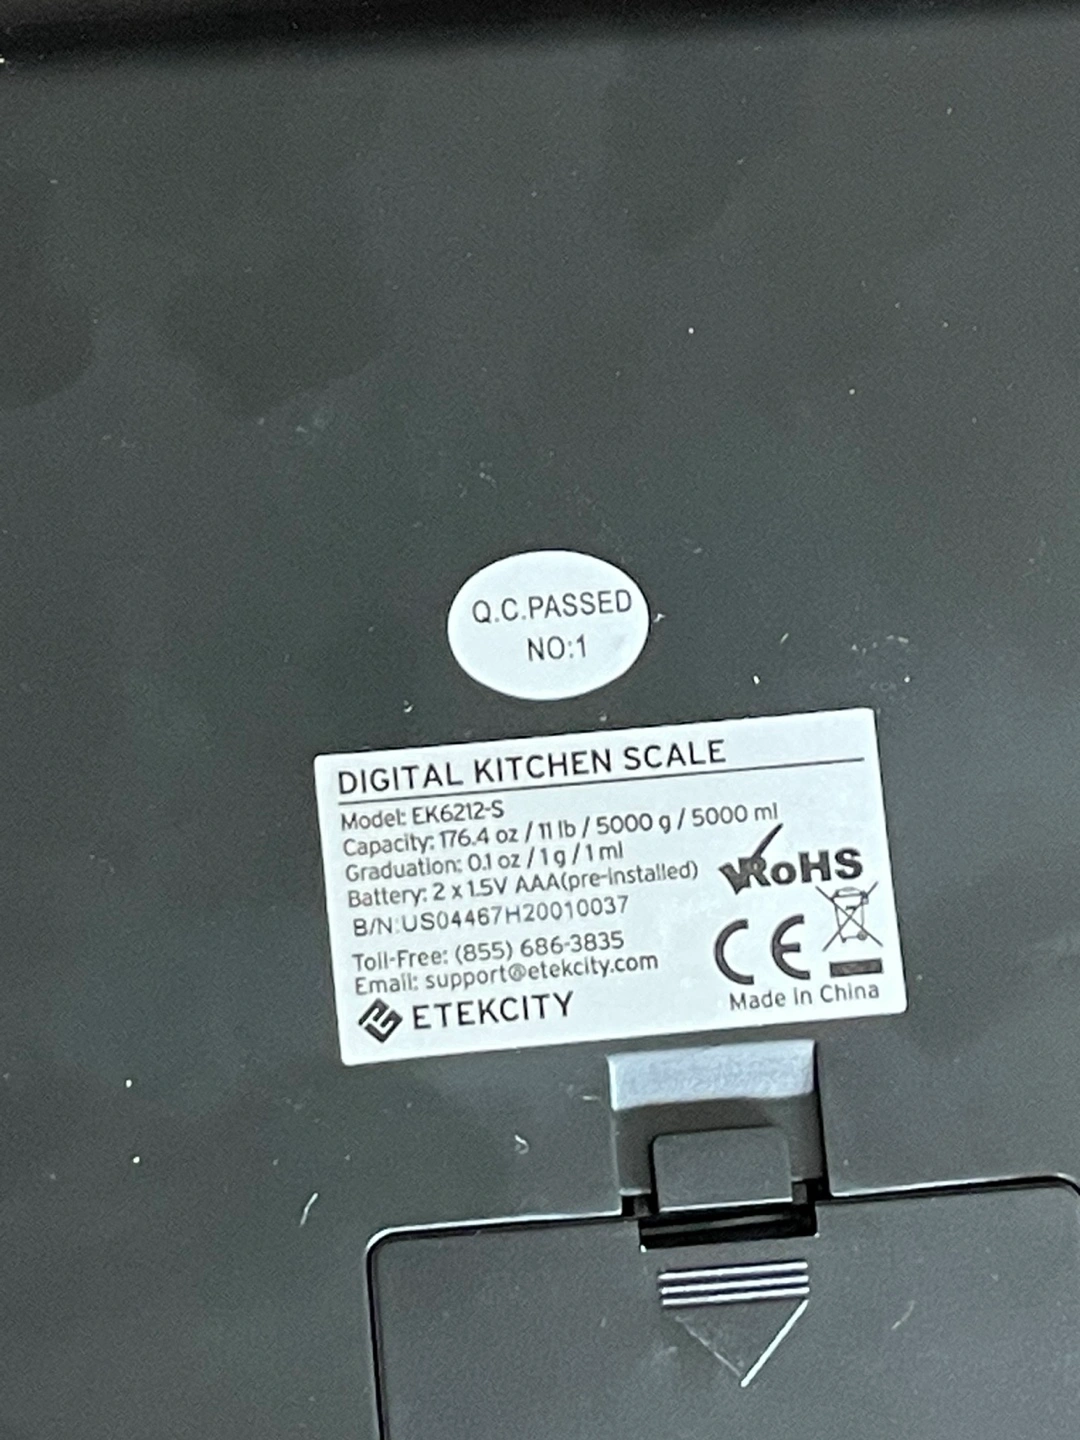 Q.C.PASSED
NO:1
DIGITAL KITCHEN SCALE
Model: EK6212-S
Capacity: 176.4 oz / 11 lb / 5000 g / 5000 ml
Graduation: 0.1 oz / 1 g / 1 ml
Battery: 2 x 1.5V AAA(pre-installed)
RoHS
B/N:US04467H20010037
Toll-Free: (855) 686-3835
Email: support@etekcity.com
CE
ETEKCITY
Made in China